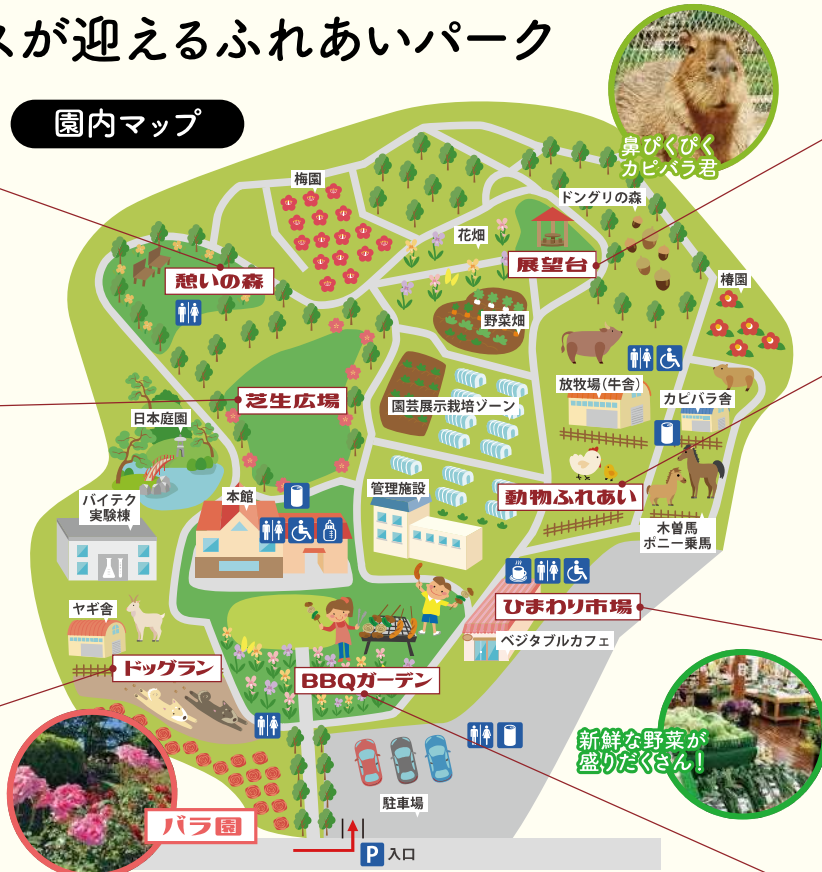 スが迎えるふれあいパーク
園内マップ
鼻ぴくぴく
カピバラ君
梅園
ドングリの森
花畑
展望台
憩いの森
椿園
野菜畑
放牧場(牛舎)
カピバラ舎
芝生広場
園芸展示栽培ゾーン
日本庭園
バイテク
実験棟
本館
管理施設
動物ふれあい
木曽馬
ポニー乗馬
ヤギ舎
ひまわり市場
ベジタブルカフェ
ドッグラン
BBQガーデン
新鮮な野菜が
盛りだくさん!
駐車場
バラ園
P 入口